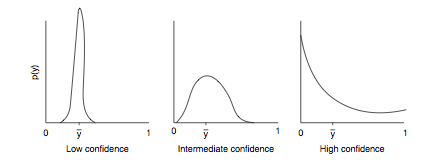 p(y)
0 ȳ 1 0 ȳ 1 0 ȳ 1
Low confidence Intermediate confidence High confidence